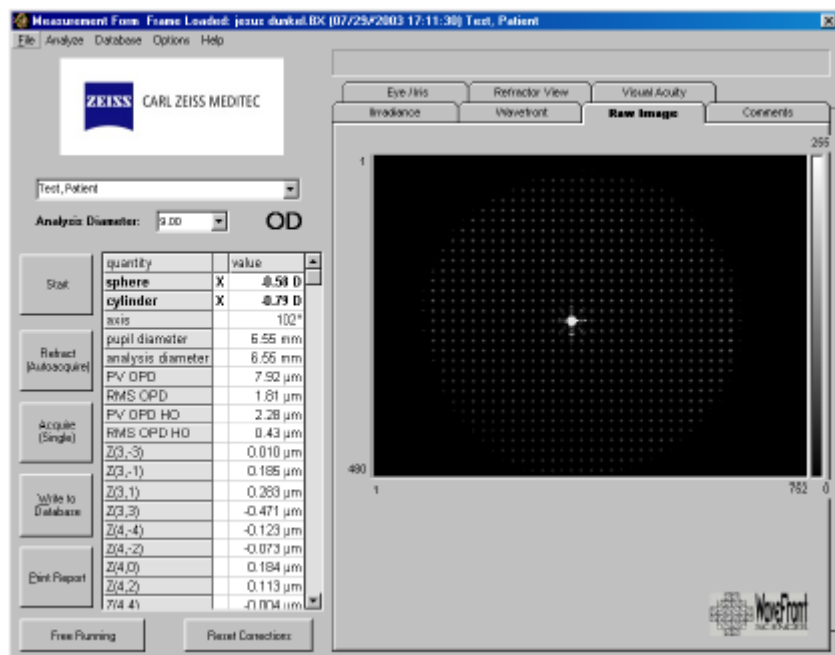 Measurement Form Frame Loaded: jesus dunkel.BX (07/29//2003 17:11:30) Test, Patient
File Analyze Database Options Help
ZEISS CARL ZEISS MEDITEC
Eye /Iris Refractor View Visual Acuity
Irradiance Wavefront Raw Image Comments
Test, Patient
Analysis Diameter: 9.00 OD
255
1
quantity value
sphere X -0.58 D
cylinder X -0.79 D
axis 102°
pupil diameter 6.55 mm
analysis diameter 6.55 mm
PV OPD 7.92 µm
RMS OPD 1.81 µm
PV OPD HO 2.28 µm
RMS OPD HO 0.43 µm
Z(3,-3) 0.010 µm
Z(3,-1) 0.185 µm
Z(3,1) 0.283 µm
Z(3,3) -0.471 µm
Z(4,-4) -0.123 µm
Z(4,-2) -0.073 µm
Z(4,0) 0.184 µm
Z(4,2) 0.113 µm
Z(4,4) -0.004 µm
Start
Refract
(Autoacquire)
Acquire
(Single)
Write to
Database
Print Report
480
1 762 0
Free Running Reset Corrections
WaveFront
SCIENCES